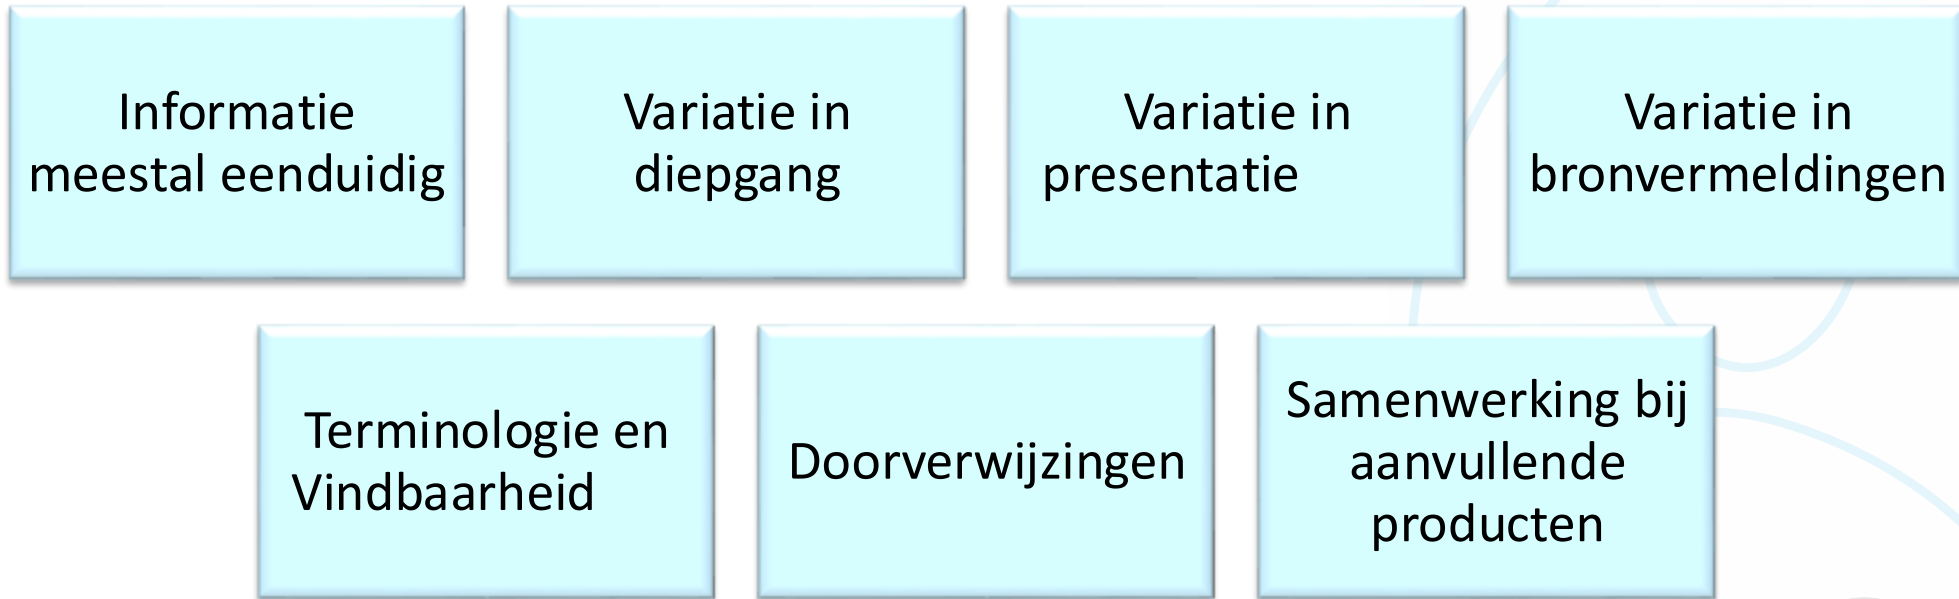 Informatie
meestal eenduidig
Variatie in
diepgang
Variatie in
presentatie
Variatie in
bronvermeldingen
Terminologie en
Vindbaarheid
Doorverwijzingen
Samenwerking bij
aanvullende
producten